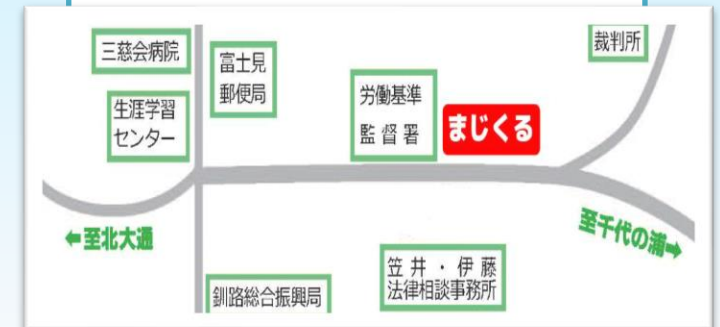 三慈会病院
富士見
郵便局
裁判所
生涯学習
センター
労働基準
監督署
まじくる
←至北大通
至千代の浦→
笠井・伊藤
法律相談事務所
釧路総合振興局